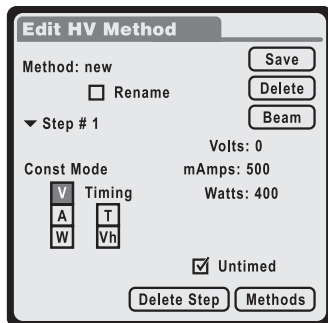 Edit HV Method
Method: new
Save
Rename
Delete
Step # 1
Beam
Volts: 0
Const Mode
mAmps: 500
V Timing
Watts: 400
A T
W Vh
Untimed
Delete Step
Methods